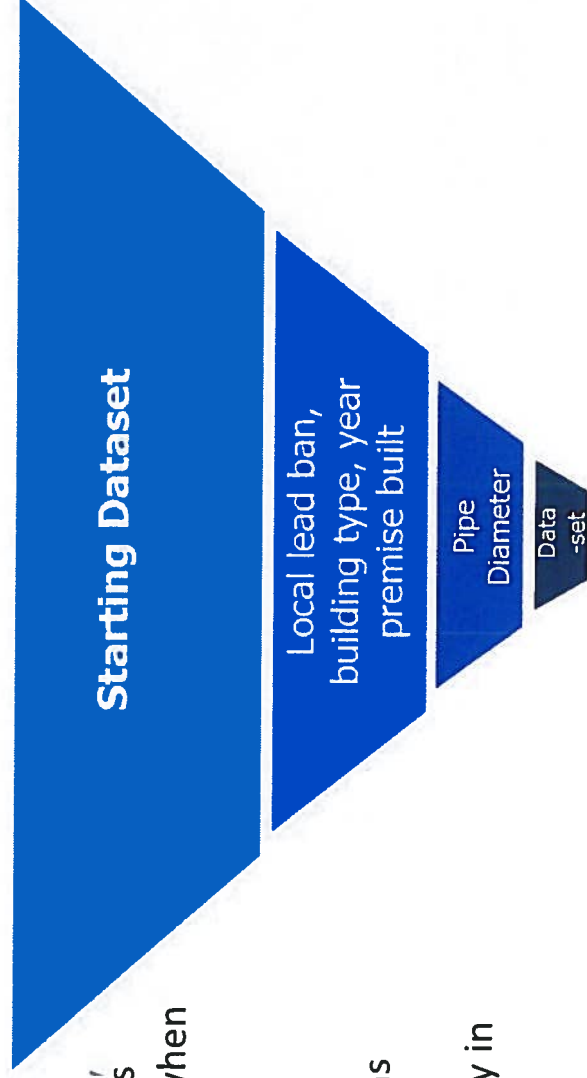 Starting Dataset
Local lead ban,
building type, year
premise built
Pipe
Diameter
Data
-set